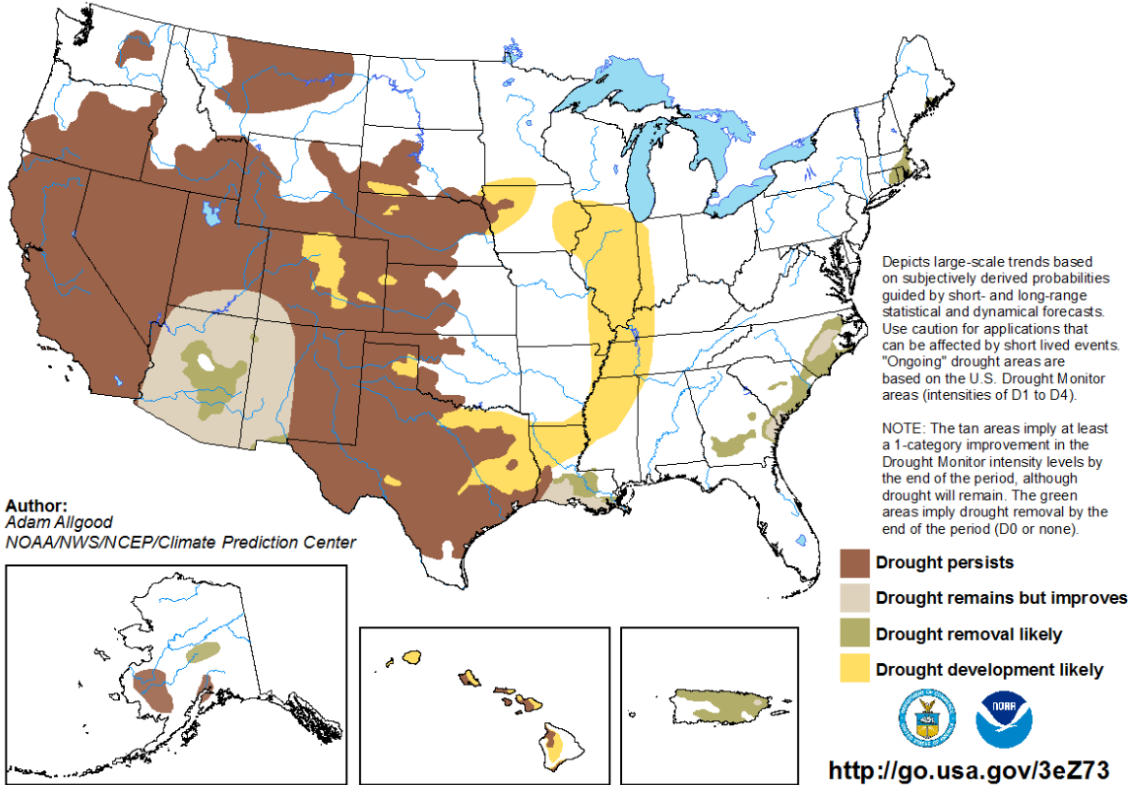 Depicts large-scale trends based
on subjectively derived probabilities
guided by short- and long-range
statistical and dynamical forecasts.
Use caution for applications that
can be affected by short lived events.
"Ongoing" drought areas are
based on the U.S. Drought Monitor
areas (intensities of D1 to D4).
NOTE: The tan areas imply at least
a 1-category improvement in the
Drought Monitor intensity levels by
the end of the period, although
drought will remain. The green
areas imply drought removal by the
end of the period (D0 or none).
Author:
Adam Allgood
NOAA/NWS/NCEP/Climate Prediction Center
Drought persists
Drought remains but improves
Drought removal likely
Drought development likely
NOAA
http://go.usa.gov/3eZ73